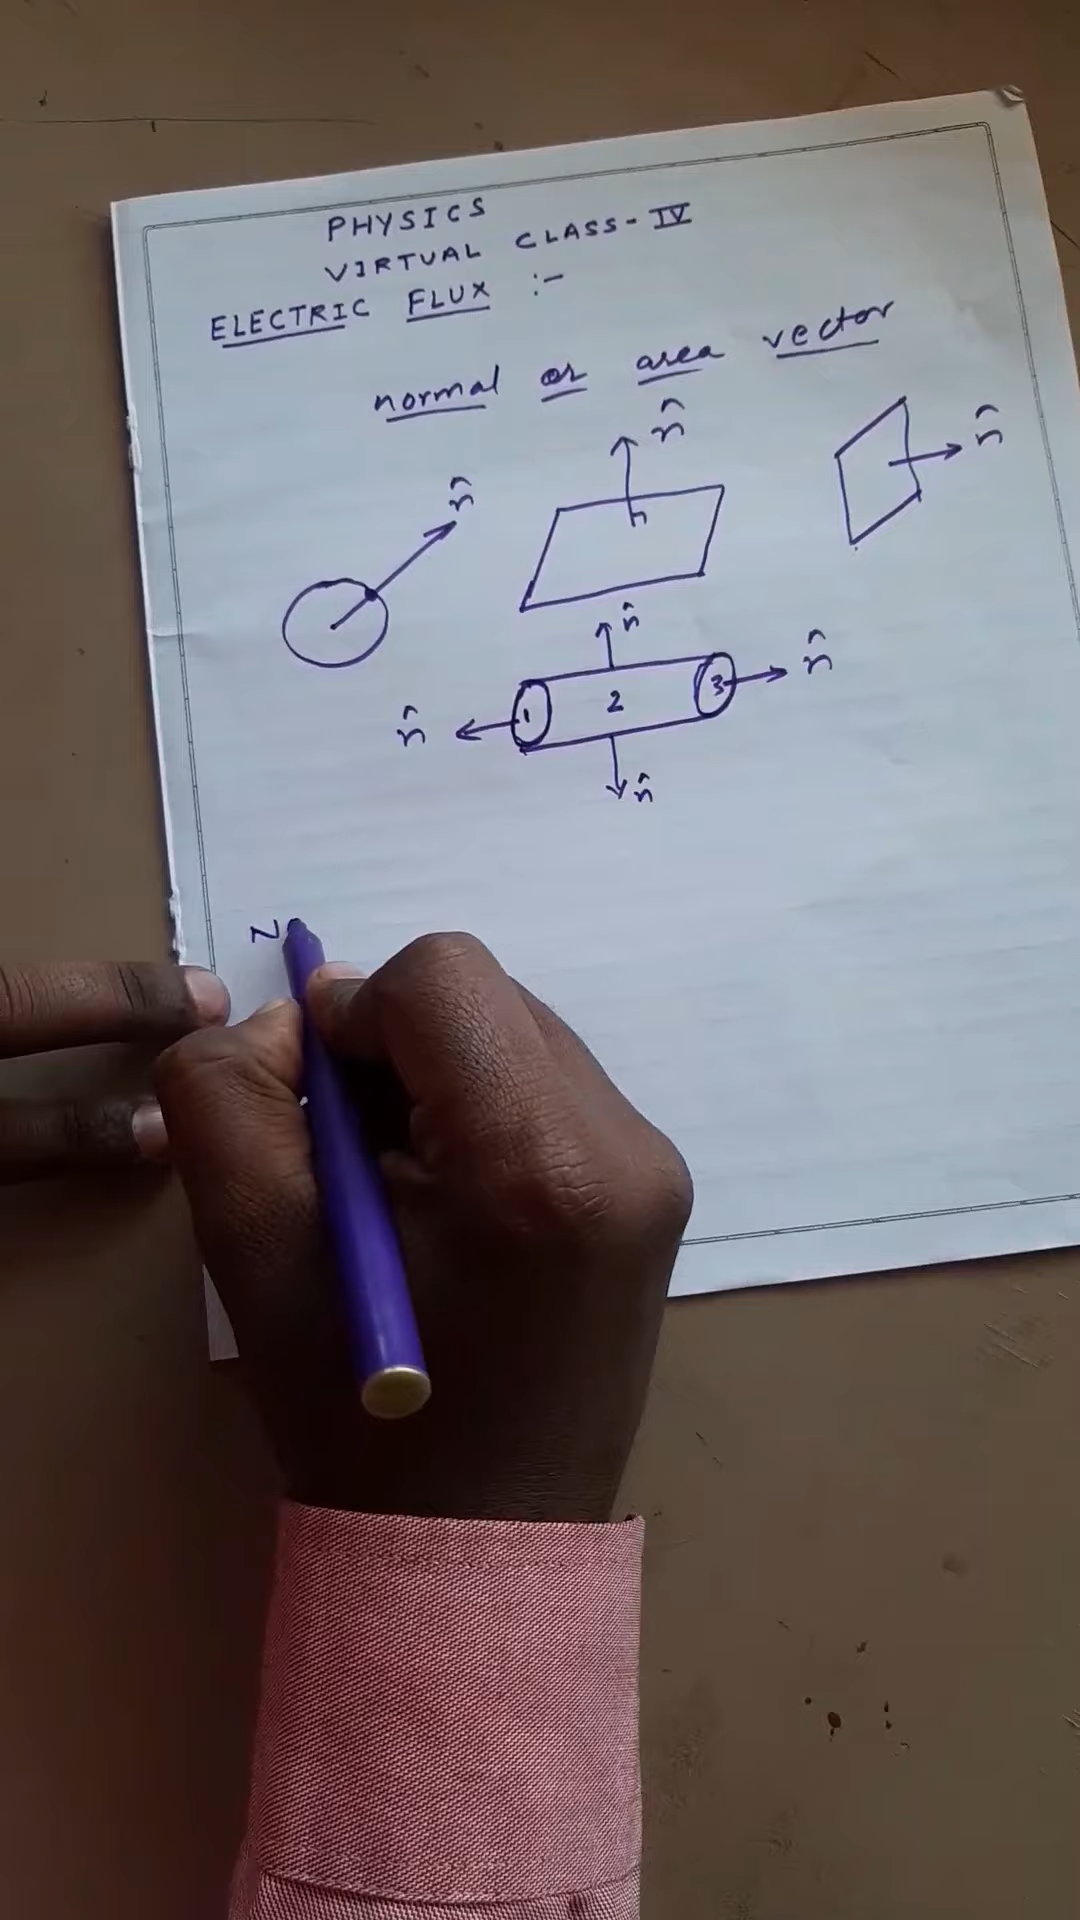 PHYSICS
VIRTUAL CLASS-IV
ELECTRIC FLUX :-
normal or area vector
n̂
n̂
n̂
n̂
1 2 3 n̂
n̂
n̂
N